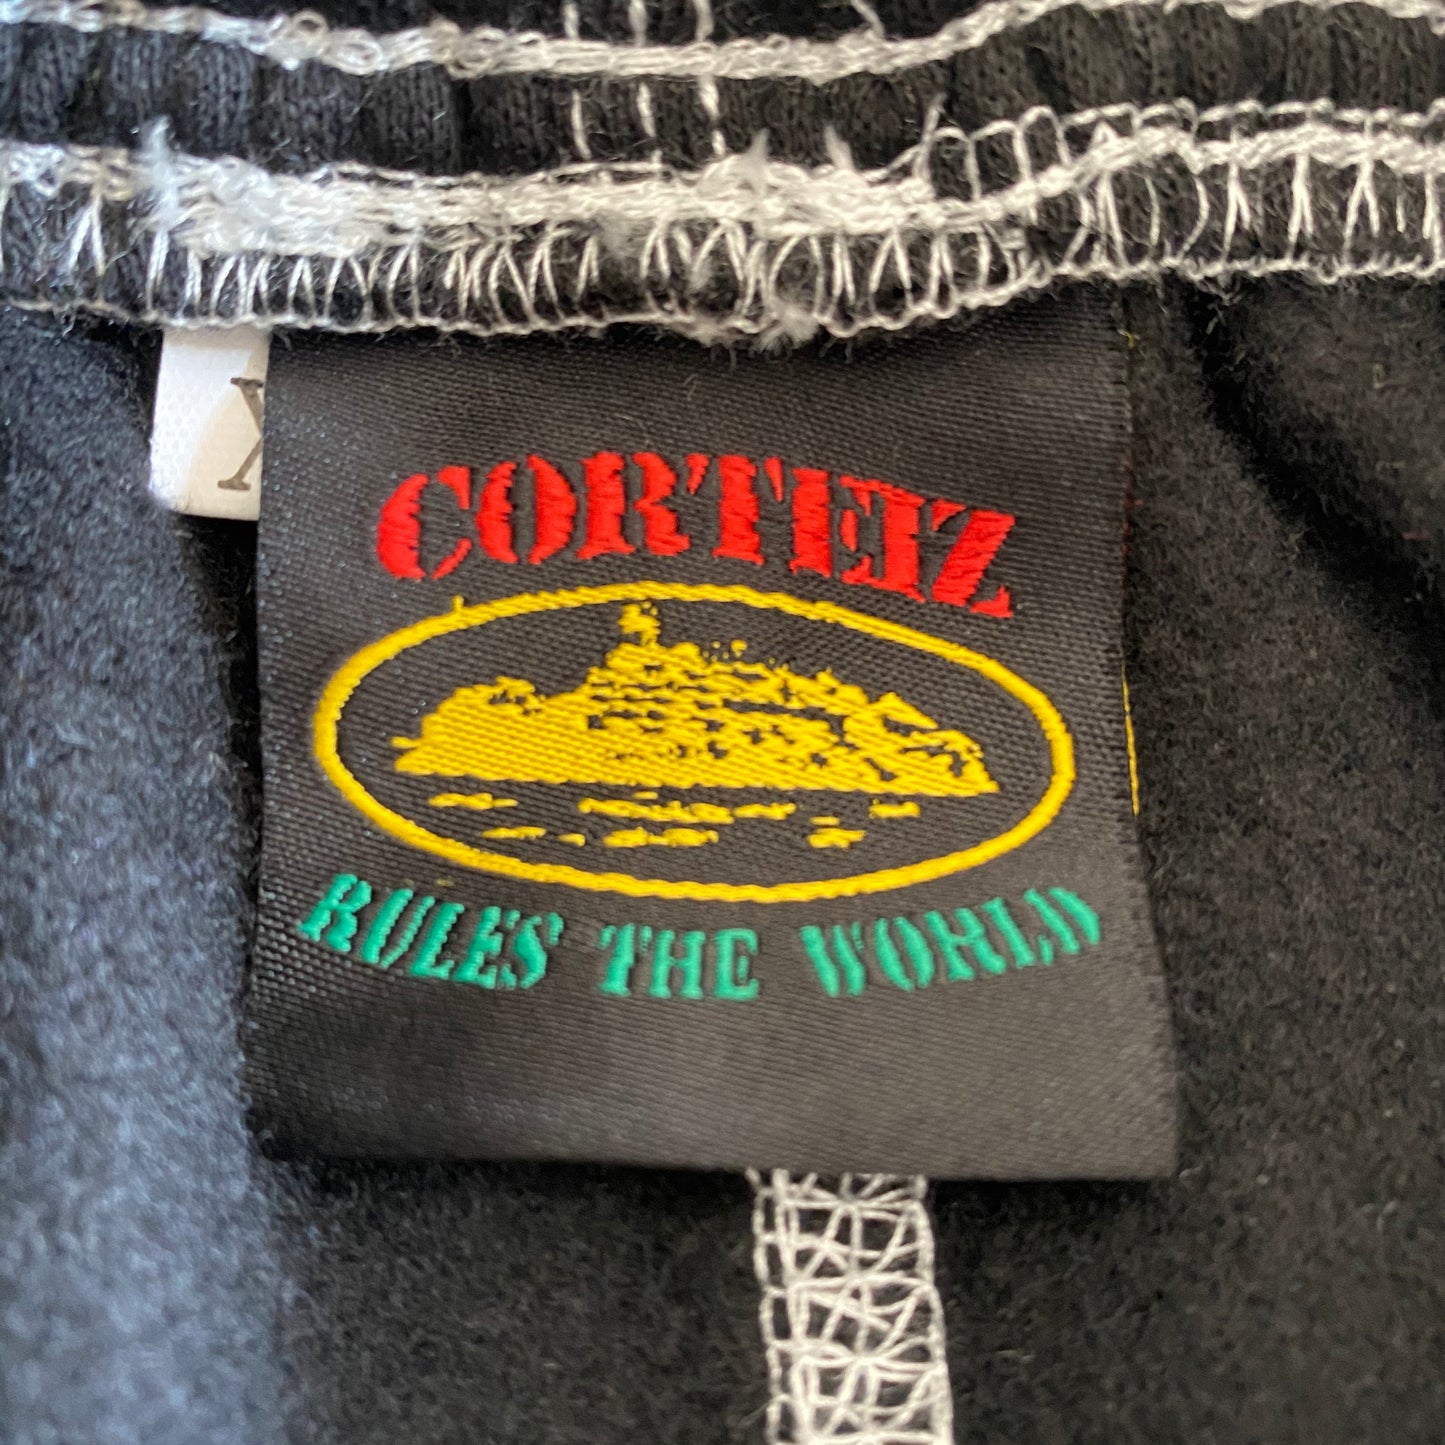 X
CORTEIZ
RULES THE WORLD